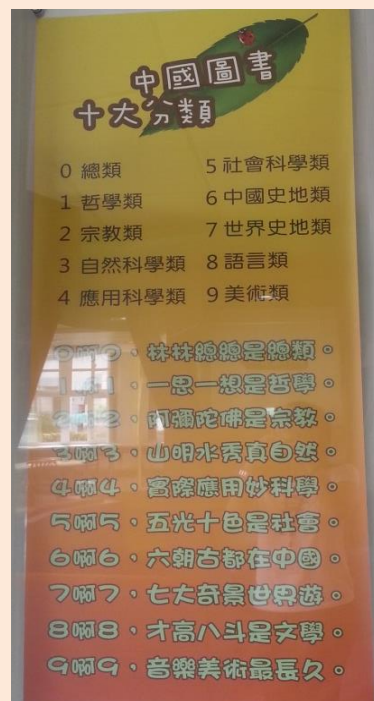 中國圖書
十大分類
0 總類
1 哲學類
2 宗教類
3 自然科學類
4 應用科學類
5 社會科學類
6 中國史地類
7 世界史地類
8 語言類
9 美術類
0啊0，林林總總是總類。
1啊1，一思一想是哲學。
2啊2，阿彌陀佛是宗教。
3啊3，山明水秀真自然。
4啊4，實際應用妙科學。
5啊5，五光十色是社會。
6啊6，六朝古都在中國。
7啊7，七大奇景世界遊。
8啊8，才高八斗是文學。
9啊9，音樂美術最長久。